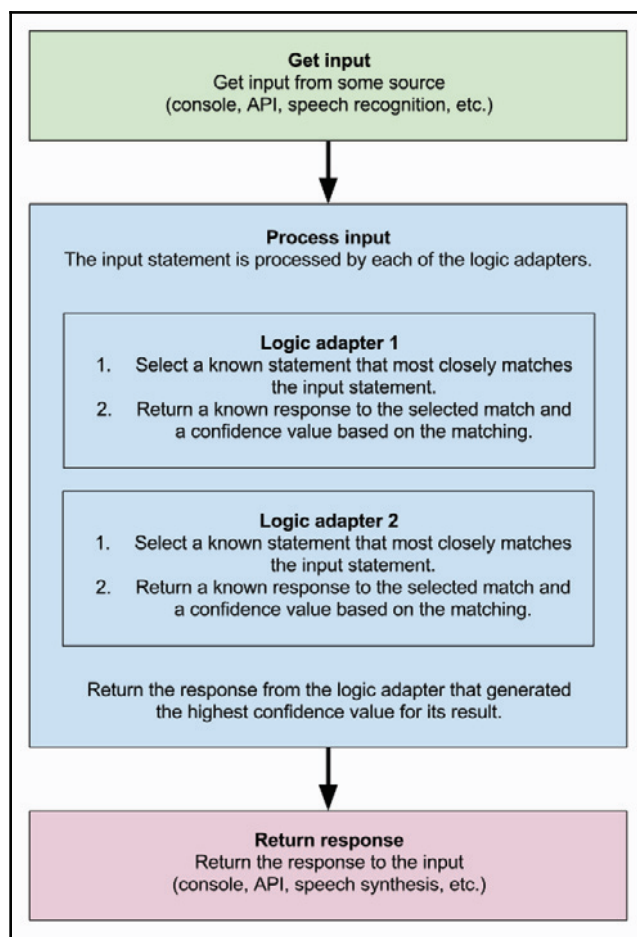 Get input
Get input from some source
(console, API, speech recognition, etc.)
Process input
The input statement is processed by each of the logic adapters.
Logic adapter 1
1. Select a known statement that most closely matches
the input statement.
2. Return a known response to the selected match and
a confidence value based on the matching.
Logic adapter 2
1. Select a known statement that most closely matches
the input statement.
2. Return a known response to the selected match and
a confidence value based on the matching.
Return the response from the logic adapter that generated
the highest confidence value for its result.
Return response
Return the response to the input
(console, API, speech synthesis, etc.)